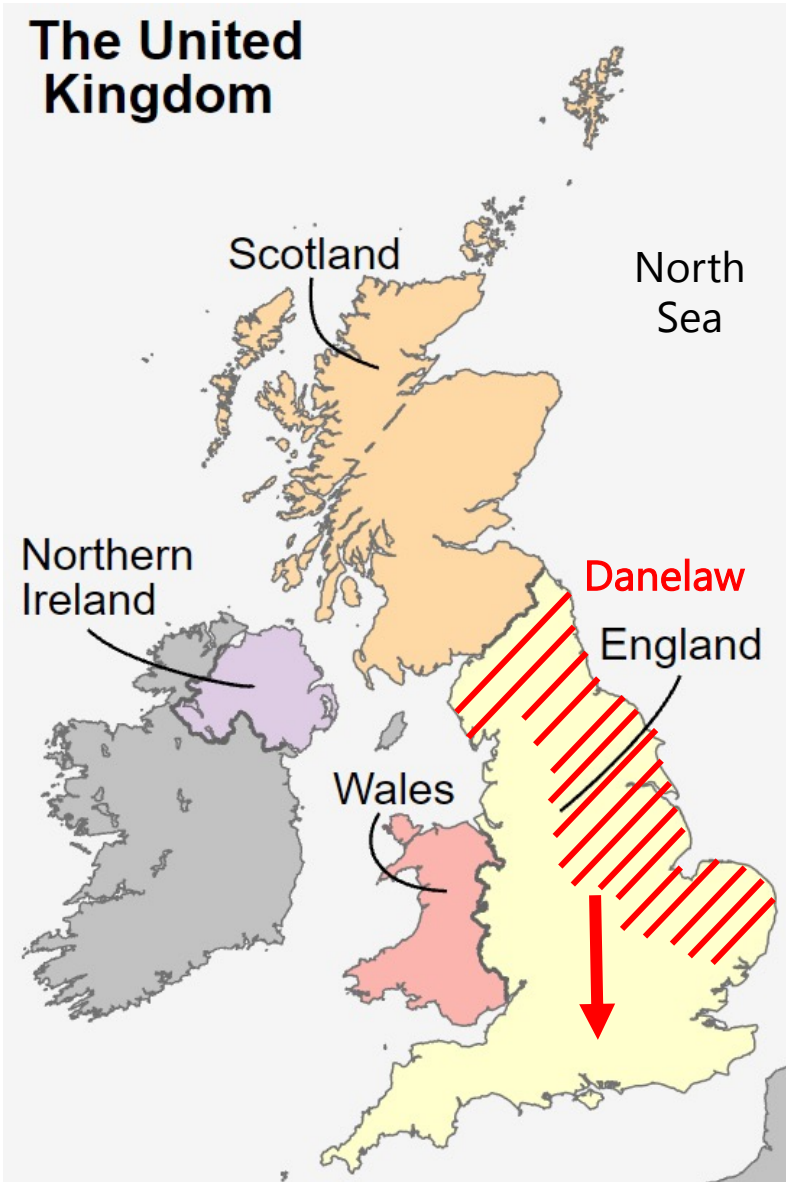 The United
Kingdom
Scotland
North
Sea
Northern
Ireland
Danelaw
England
Wales